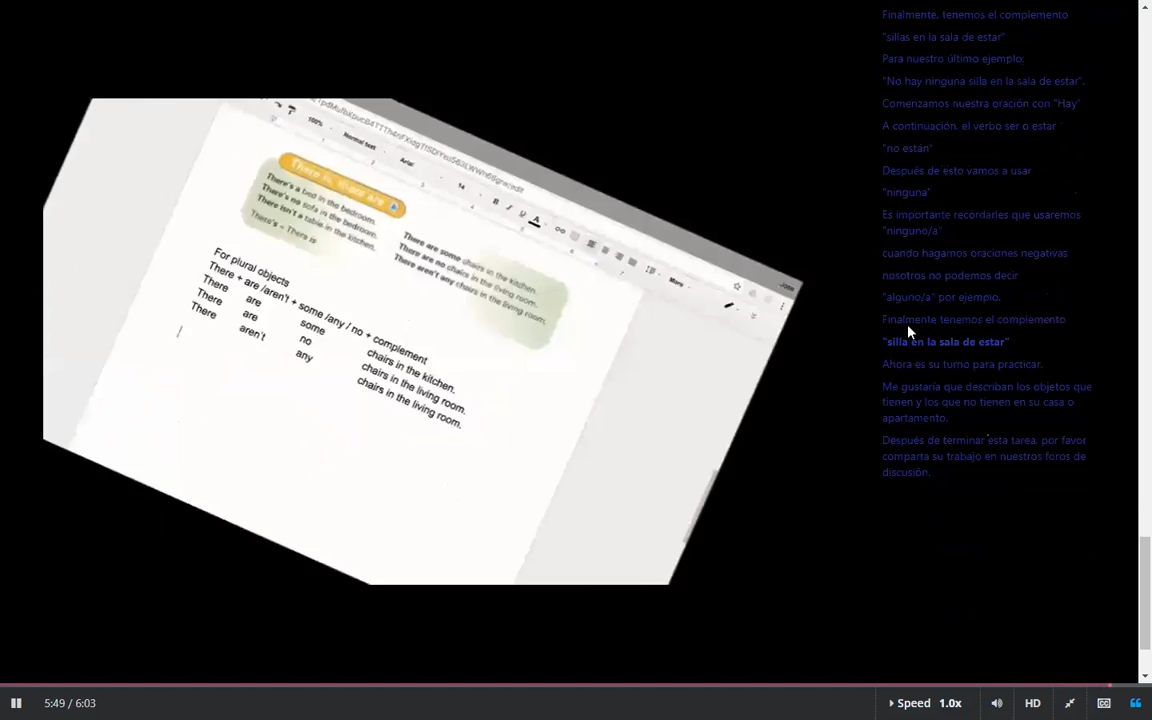 100%
Normal text
Arial
14
B I U A
More
There is, there are
There's a bed in the bedroom.
There's no sofa in the bedroom.
There isn't a table in the kitchen.
There's = There is
There are some chairs in the kitchen.
There are no chairs in the living room.
There aren't any chairs in the living room.
For plural objects
There + are /aren't + some /any / no + complement
There are some chairs in the kitchen.
There are no chairs in the living room.
There aren't any chairs in the living room.
Finalmente, tenemos el complemento
"sillas en la sala de estar"
Para nuestro último ejemplo:
"No hay ninguna silla en la sala de estar".
Comenzamos nuestra oración con "Hay"
A continuación, el verbo ser o estar
"no están"
Después de esto vamos a usar
"ninguna"
Es importante recordarles que usaremos
"ninguno/a"
cuando hagamos oraciones negativas
nosotros no podemos decir
"alguno/a" por ejemplo.
Finalmente tenemos el complemento
"silla en la sala de estar"
Ahora es su turno para practicar.
Me gustaría que describan los objetos que
tienen y los que no tienen en su casa o
apartamento.
Después de terminar esta tarea, por favor
comparta su trabajo en nuestros foros de
discusión.
5:49 / 6:03
Speed 1.0x
HD
CC